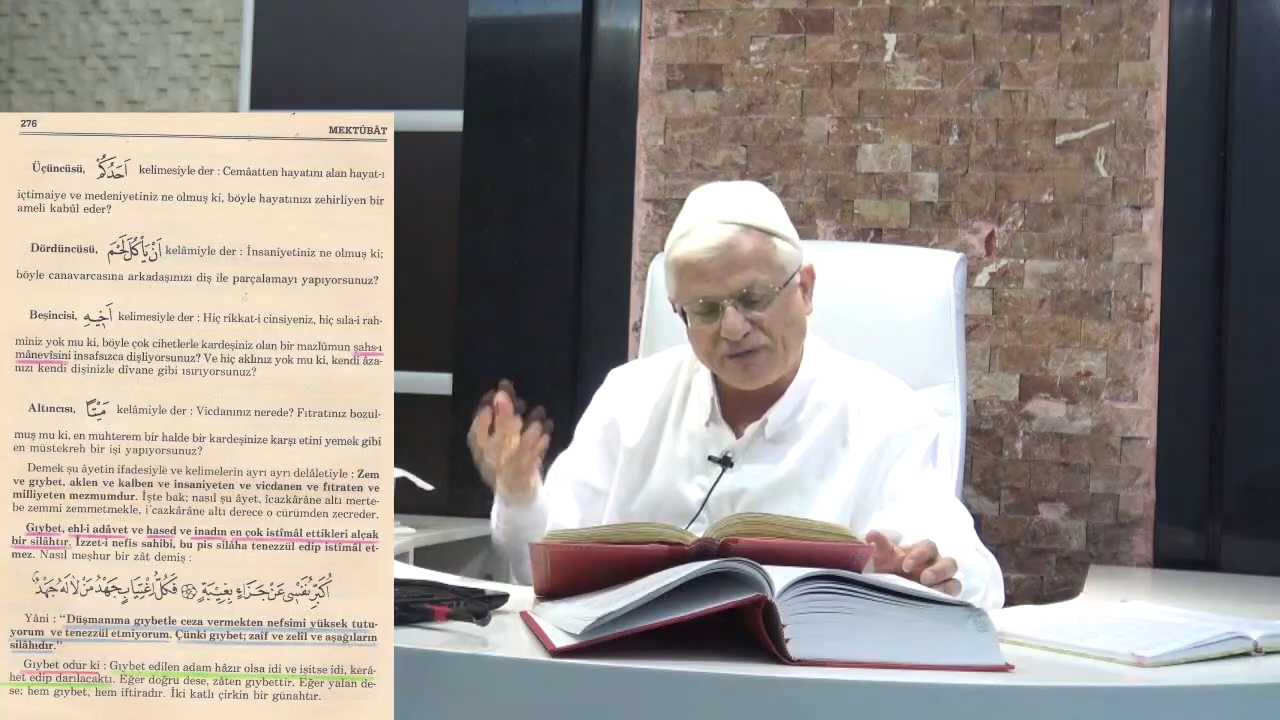 276
MEKTÛBÂT
Üçüncüsü, اَحَدُكُمْ kelimesiyle der : Cemâatten hayatını alan hayat-ı
içtimaiye ve medeniyetiniz ne olmuş ki, böyle hayatınızı zehirliyen bir
ameli kabûl eder?
Dördüncüsü, اَنْ يَاْكُلَ لَحْمَ kelâmiyle der : İnsaniyetiniz ne olmuş ki;
böyle canavarcasına arkadaşınızı diş ile parçalamayı yapıyorsunuz?
Beşincisi, اَخِيهِ kelimesiyle der : Hiç rikkat-i cinsiyeniz, hiç sıla-i rah-
miniz yok mu ki, böyle çok cihetlerle kardeşiniz olan bir mazlûmun şahs-ı
mânevîsini insafsızca dişliyorsunuz? Ve hiç aklınız yok mu ki, kendi âza-
nızı kendi dişinizle divane gibi ısırıyorsunuz?
Altıncısı, مَيْتًا kelâmiyle der : Vicdanınız nerede? Fıtratınız bozul-
muş mu ki, en muhterem bir halde bir kardeşinize karşı etini yemek gibi
en müstekreh bir işi yapıyorsunuz?
Demek şu âyetin ifadesiyle ve kelimelerin ayrı ayrı delâletiyle : Zem
ve gıybet, aklen ve kalben ve insaniyeten ve vicdanen ve fıtraten ve
milliyeten mezmumdur. İşte bak; nasıl şu âyet, îcazkârâne altı merte-
be zemmi zemmetmekle, i'cazkârâne altı derece o cürümden zecreder.
Gıybet, ehl-i adâvet ve hased ve inadın en çok istîmâl ettikleri alçak
bir silâhtır. İzzet-i nefis sahibi, bu pis silâha tenezzül edip istîmâl et-
mez. Nasıl meşhur bir zât demiş :
اُكَبِّرُ نَفْسِى عَنْ جَزَاءٍ بِغِيْبَةٍ ۞ فَكُلُّ اغْتِيَابٍ جَهْدُ مَنْ لاَ لَهُ جَهْدٌ
Yâni : "Düşmanıma gıybetle ceza vermekten nefsimi yüksek tutu-
yorum ve tenezzül etmiyorum. Çünki gıybet; zaif ve zelîl ve aşağıların
silâhıdır."
Gıybet odur ki : Gıybet edilen adam hâzır olsa idi ve işitse idi, kerâ-
het edip darılacaktı. Eğer doğru dese, zâten gıybettir. Eğer yalan de-
se; hem gıybet, hem iftiradır. İki katlı çirkin bir günahtır.